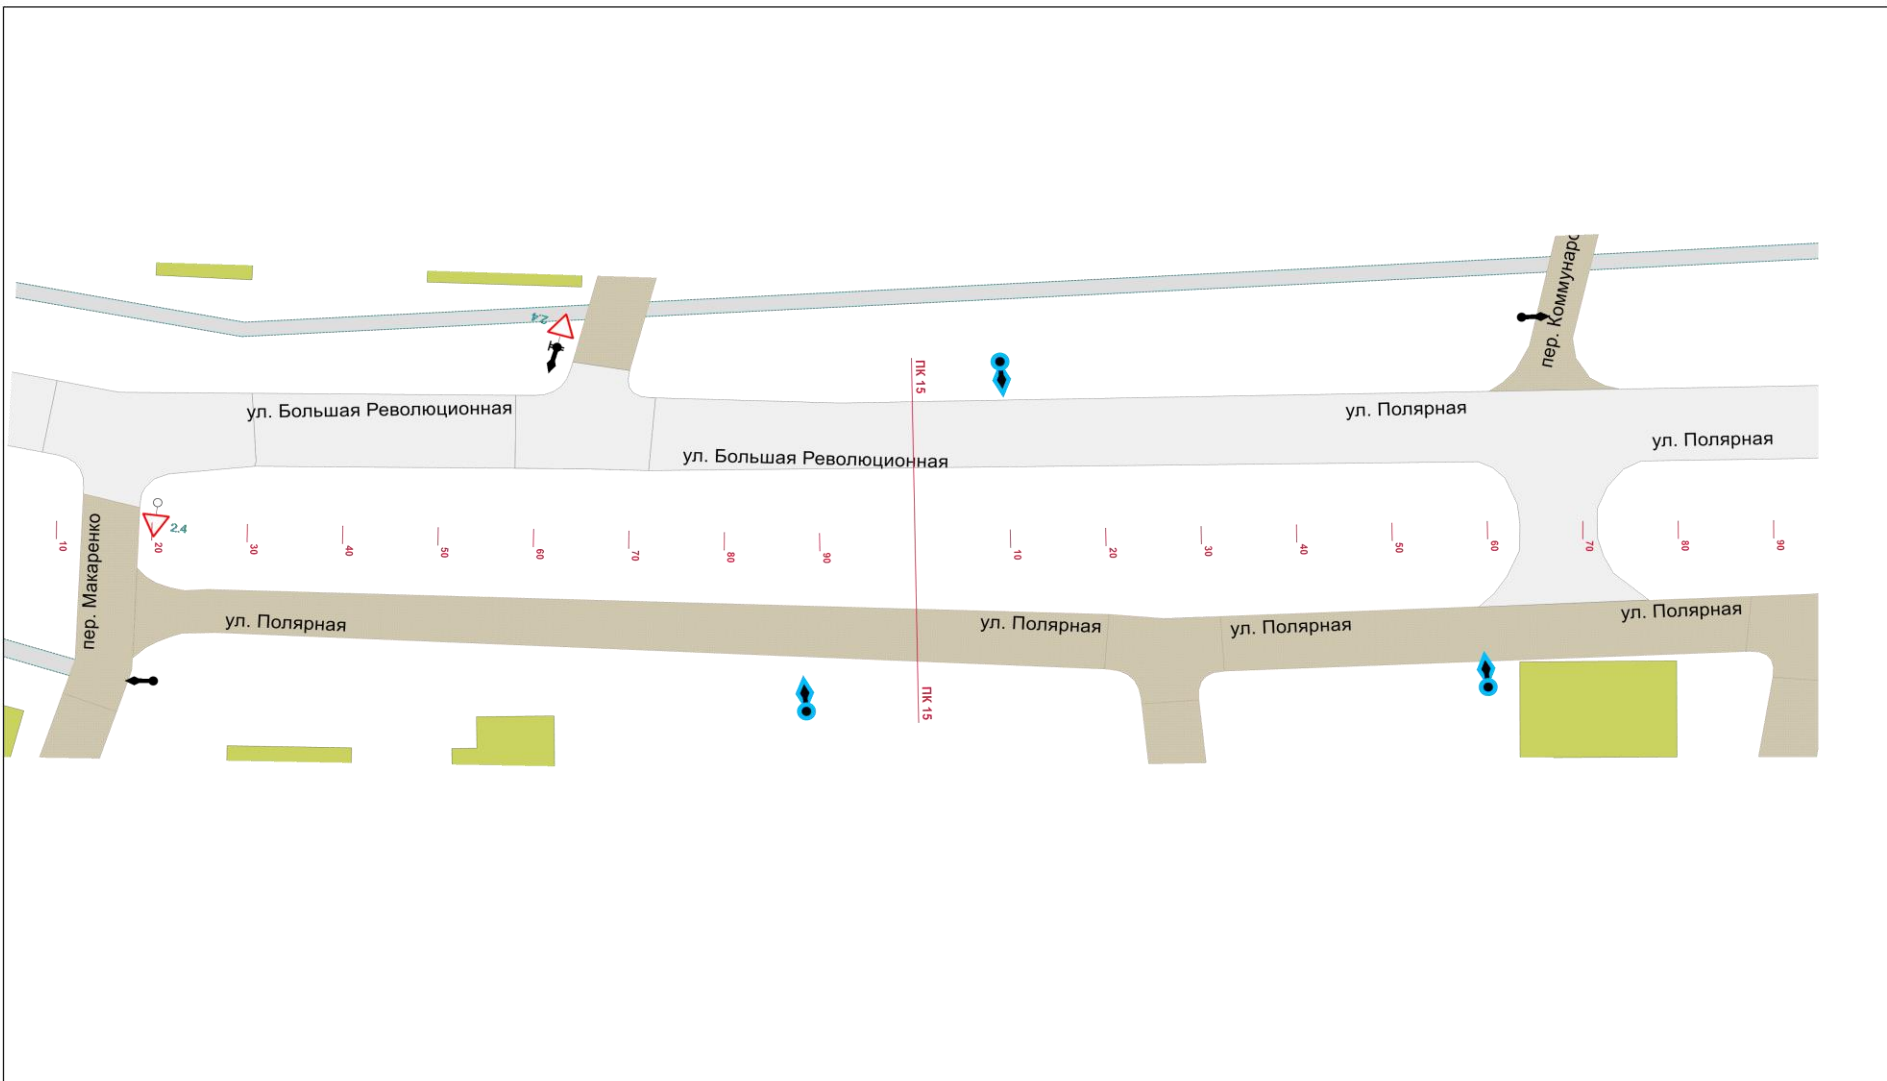 пер. Коммунаро
2.4
ПК 15
ул. Большая Революционная
ул. Полярная
ул. Полярная
ул. Большая Революционная
2.4
10
20
30
40
50
60
70
80
90
10
20
30
40
50
60
70
80
90
пер. Макаренко
ул. Полярная
ул. Полярная
ул. Полярная
ул. Полярная
ПК 15